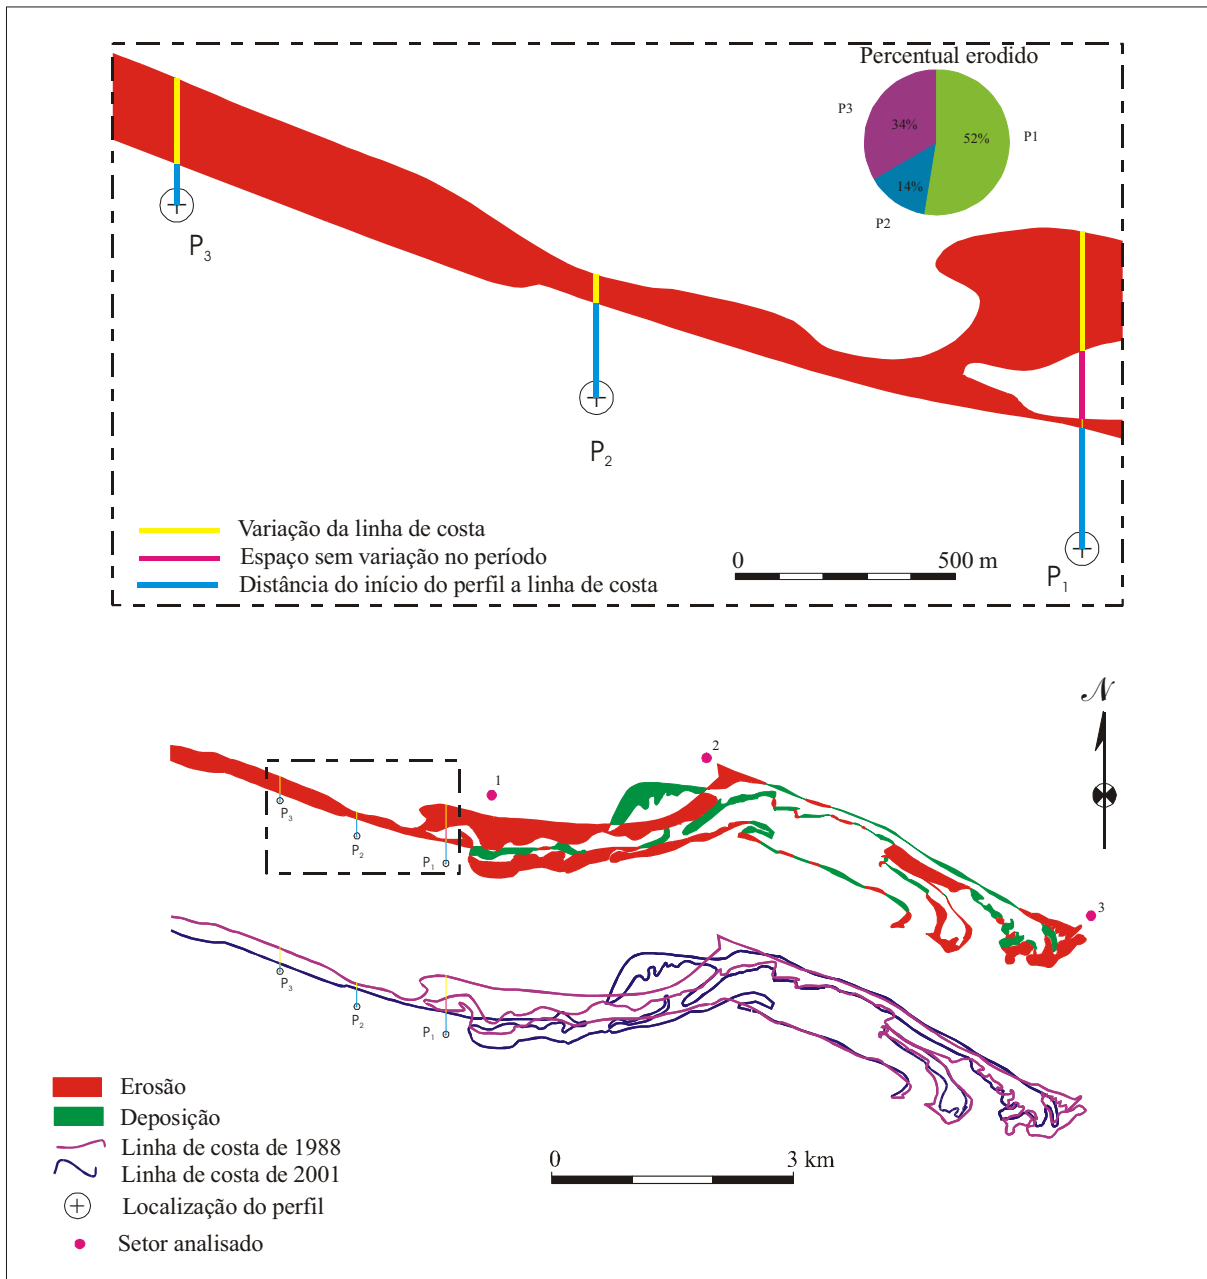 Percentual erodido
P3
34%
52%
P1
14%
P2
P3
P2
P1
Variação da linha de costa
Espaço sem variação no período
Distância do início do perfil a linha de costa
0 500 m
N
1
2
3
P3
P2
P1
P3
P2
P1
Erosão
Deposição
Linha de costa de 1988
Linha de costa de 2001
Localização do perfil
Setor analisado
0 3 km